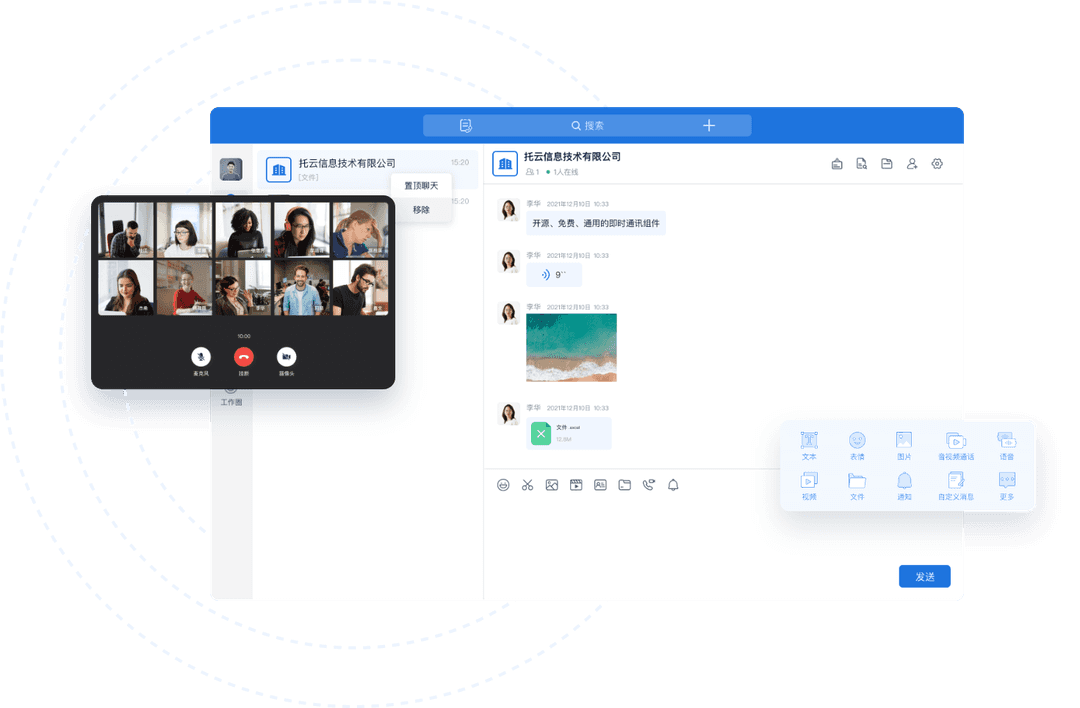 搜索
托云信息技术有限公司
15:20
[文件]
置顶聊天
移除
15:20
工作圈
10:00
麦克风
挂断
摄像头
托云信息技术有限公司
1 1人在线
李华 2021年12月10日 10:33
开源、免费、通用的即时通讯组件
李华 2021年12月10日 10:33
9``
李华 2021年12月10日 10:33
李华 2021年12月10日 10:33
文件.excel
12.8M
发送
文本 表情 图片 音视频通话 语音
视频 文件 通知 自定义消息 更多